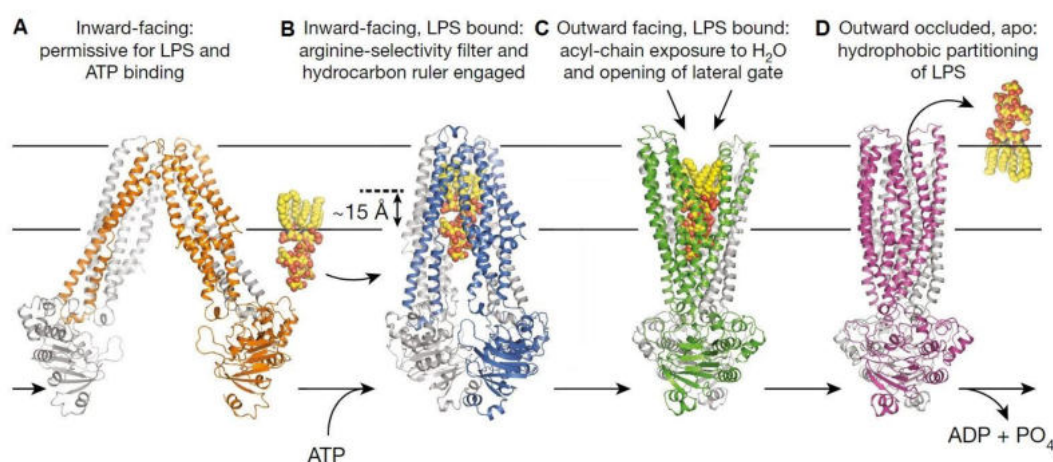 A Inward-facing:
permissive for LPS and
ATP binding
B Inward-facing, LPS bound:
arginine-selectivity filter and
hydrocarbon ruler engaged
C Outward facing, LPS bound:
acyl-chain exposure to H₂O
and opening of lateral gate
D Outward occluded, apo:
hydrophobic partitioning
of LPS
~15 Å
ATP
ADP + PO₄